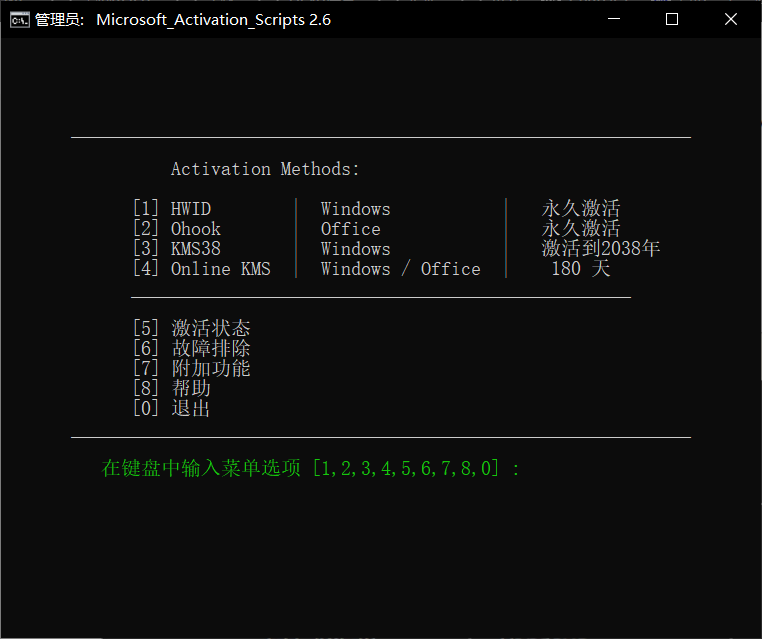 管理员: Microsoft_Activation_Scripts 2.6
Activation Methods:
[1] HWID | Windows | 永久激活
[2] Ohook | Office | 永久激活
[3] KMS38 | Windows | 激活到2038年
[4] Online KMS | Windows / Office | 180 天
[5] 激活状态
[6] 故障排除
[7] 附加功能
[8] 帮助
[0] 退出
在键盘中输入菜单选项 [1,2,3,4,5,6,7,8,0] :